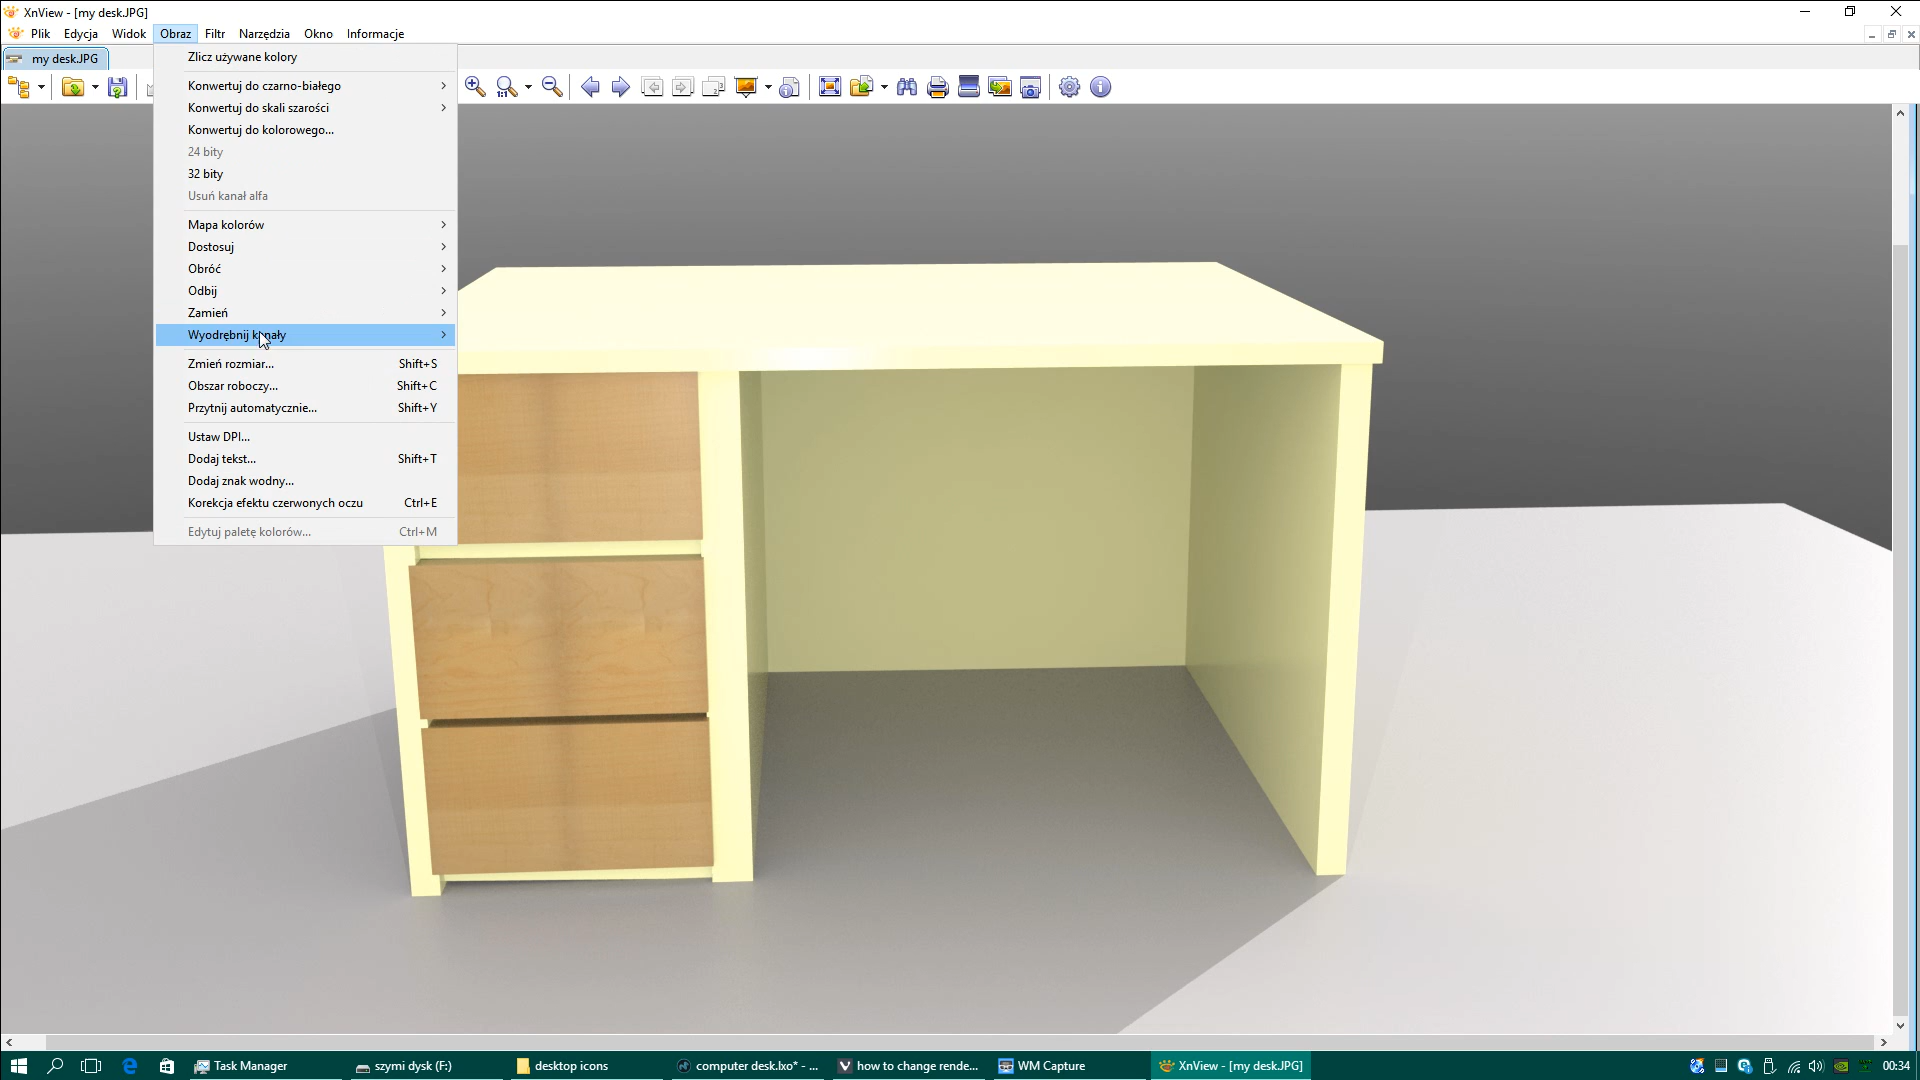 XnView - [my desk.JPG]
Plik Edycja Widok Obraz Filtr Narzędzia Okno Informacje
my desk.JPG
Zlicz używane kolory
Konwertuj do czarno-białego
Konwertuj do skali szarości
Konwertuj do kolorowego...
24 bity
32 bity
Usuń kanał alfa
Mapa kolorów
Dostosuj
Obróć
Odbij
Zamień
Wyodrębnij kanały
Zmień rozmiar... Shift+S
Obszar roboczy... Shift+C
Przytnij automatycznie... Shift+Y
Ustaw DPI...
Dodaj tekst... Shift+T
Dodaj znak wodny...
Korekcja efektu czerwonych oczu Ctrl+E
Edytuj paletę kolorów... Ctrl+M
Task Manager szymi dysk (F:) desktop icons computer desk.lxo* - ... how to change rende... WM Capture XnView - [my desk.JPG] 00:34